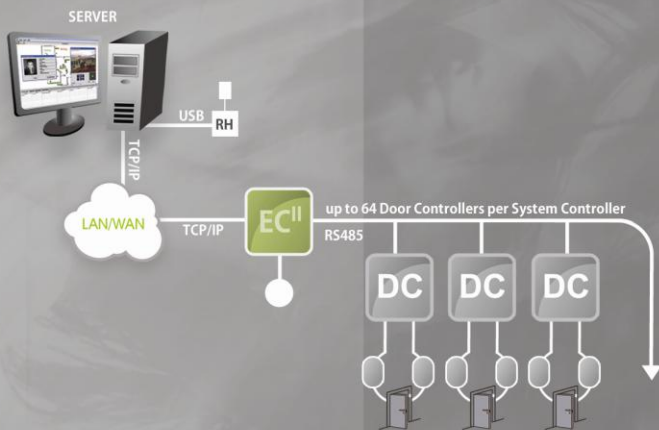 SERVER
USB
RH
TCP/IP
LAN/WAN
TCP/IP
EC^II
up to 64 Door Controllers per System Controller
RS485
DC
DC
DC